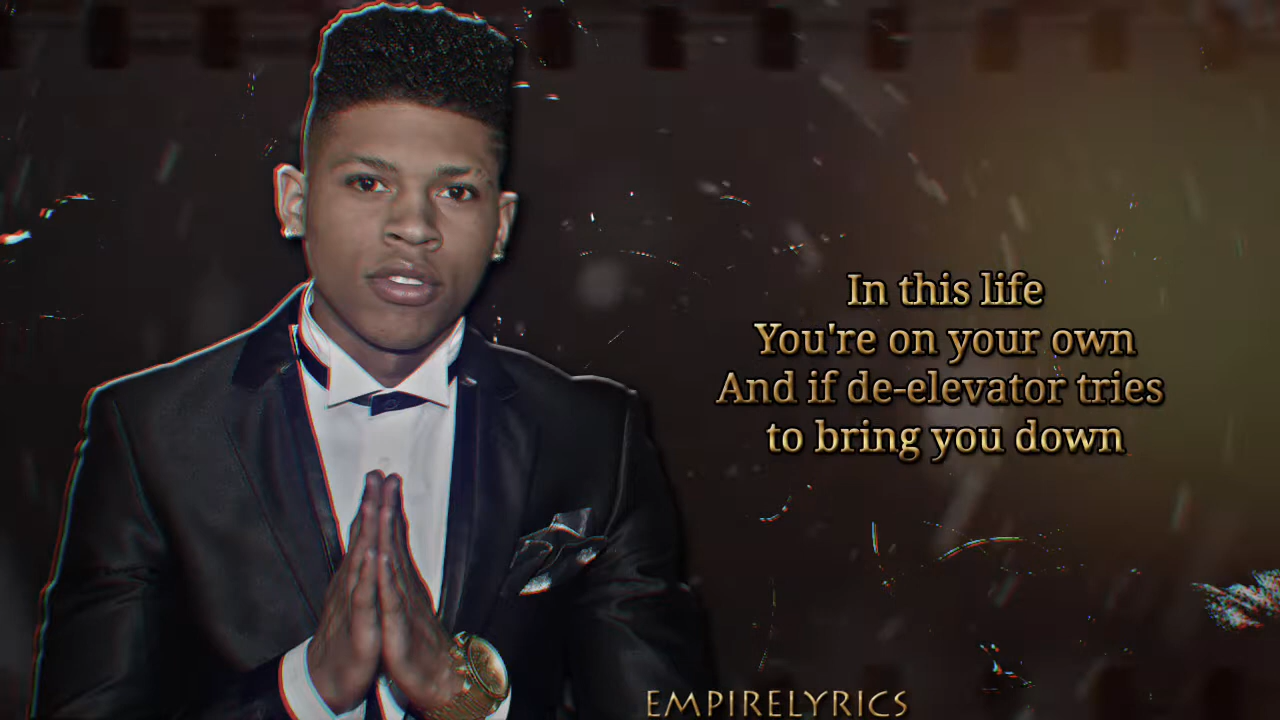 In this life
You're on your own
And if de-elevator tries
to bring you down
EMPIRELYRICS